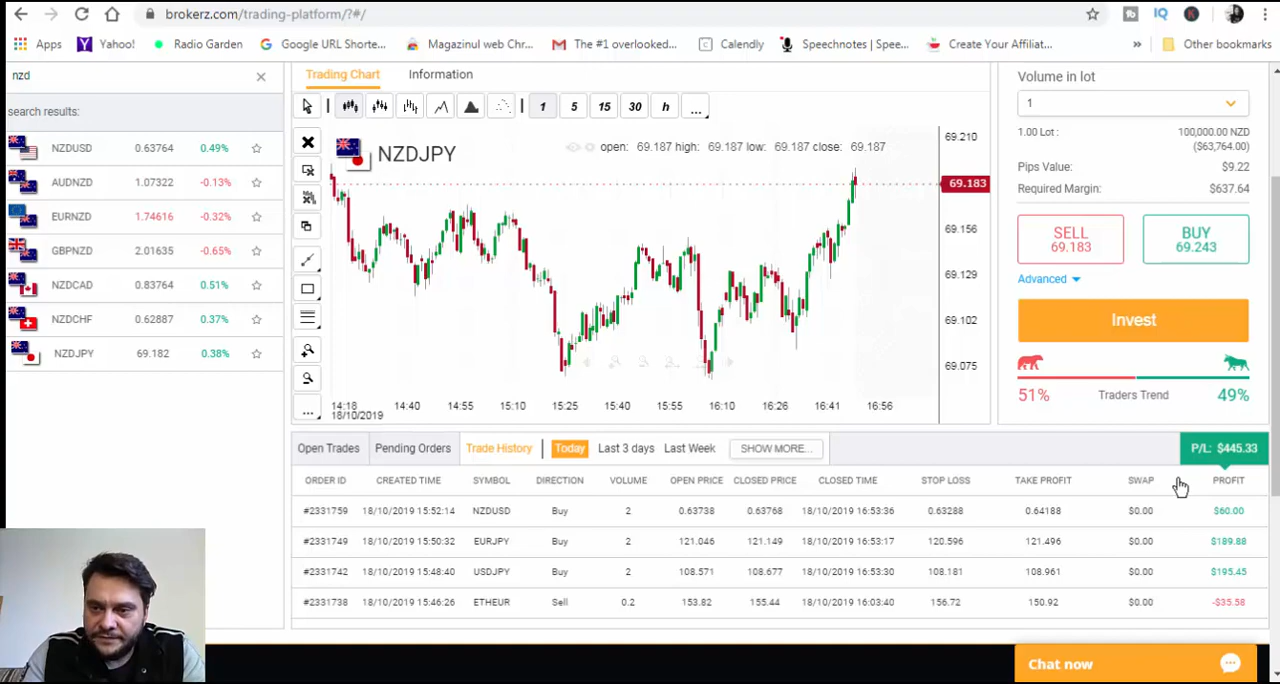 brokerz.com/trading-platform/?#/
Apps Yahoo! Radio Garden Google URL Shorte... Magazinul web Chr... The #1 overlooked... Calendly Speechnotes | Spee... Create Your Affiliat... » Other bookmarks
nzd
search results:
NZDUSD 0.63764 0.49%
AUDNZD 1.07322 -0.13%
EURNZD 1.74616 -0.32%
GBPNZD 2.01635 -0.65%
NZDCAD 0.83764 0.51%
NZDCHF 0.62887 0.37%
NZDJPY 69.182 0.38%
Trading Chart Information
1 5 15 30 h ...
NZDJPY open: 69.187 high: 69.187 low: 69.187 close: 69.187
69.210
69.183
69.156
69.129
69.102
69.075
14:18 14:40 14:55 15:10 15:25 15:40 15:55 16:10 16:26 16:41 16:56
18/10/2019
Volume in lot
1
1.00 Lot : 100,000.00 NZD
($63,764.00)
Pips Value: $9.22
Required Margin: $637.64
SELL
69.183
BUY
69.243
Advanced
Invest
51% Traders Trend 49%
Open Trades Pending Orders Trade History Today Last 3 days Last Week SHOW MORE... P/L: $445.33
ORDER ID CREATED TIME SYMBOL DIRECTION VOLUME OPEN PRICE CLOSED PRICE CLOSED TIME STOP LOSS TAKE PROFIT SWAP PROFIT
#2331759 18/10/2019 15:52:14 NZDUSD Buy 2 0.63738 0.63768 18/10/2019 16:53:36 0.63288 0.64188 $0.00 $60.00
#2331749 18/10/2019 15:50:32 EURJPY Buy 2 121.046 121.149 18/10/2019 16:53:17 120.596 121.496 $0.00 $189.88
#2331742 18/10/2019 15:48:40 USDJPY Buy 2 108.571 108.677 18/10/2019 16:53:30 108.181 108.961 $0.00 $195.45
#2331738 18/10/2019 15:46:26 ETHEUR Sell 0.2 153.82 155.44 18/10/2019 16:03:40 156.72 150.92 $0.00 -$35.58
Chat now